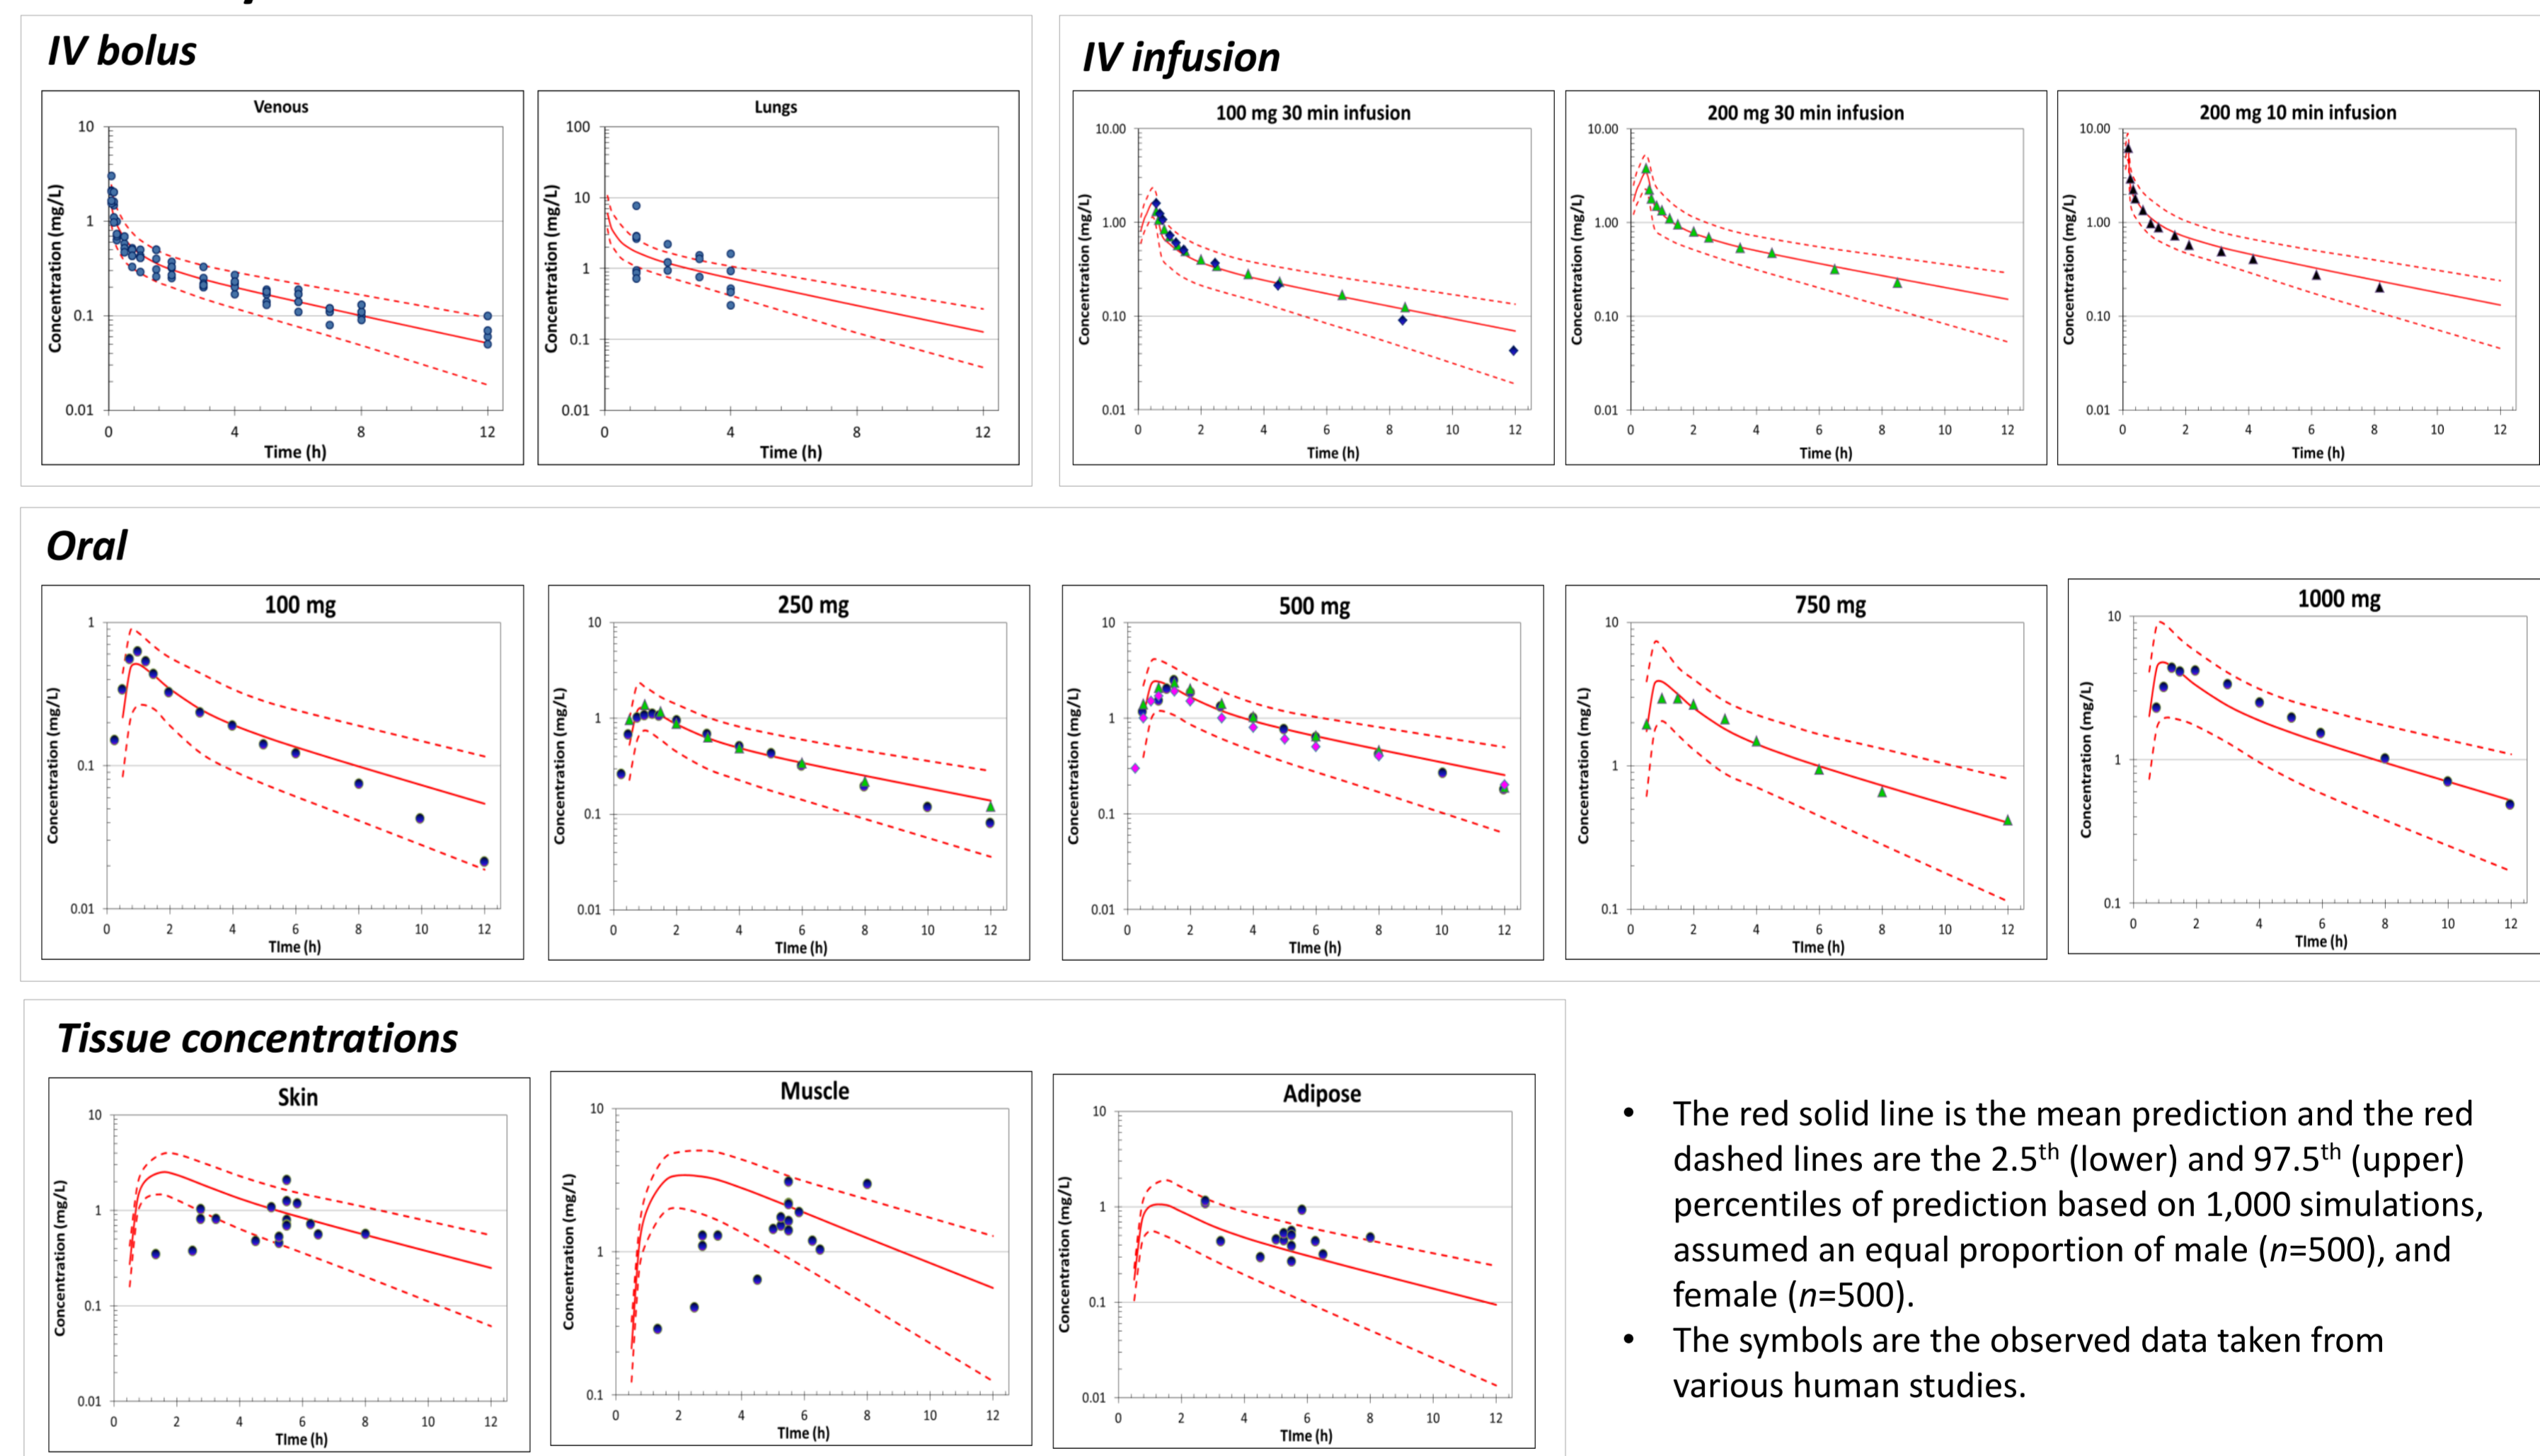 IV bolus
Venous
Concentration (mg/L)
10
1
0.1
0.01
0 4 8 12
Time (h)
Lungs
Concentration (mg/L)
100
10
1
0.1
0.01
0 4 8 12
Time (h)
IV infusion
100 mg 30 min infusion
Concentration (mg/L)
10.00
1.00
0.10
0.01
0 2 4 6 8 10 12
Time (h)
200 mg 30 min infusion
Concentration (mg/L)
10.00
1.00
0.10
0.01
0 2 4 6 8 10 12
Time (h)
200 mg 10 min infusion
Concentration (mg/L)
10.00
1.00
0.10
0.01
0 2 4 6 8 10 12
Time (h)
Oral
100 mg
Concentration (mg/L)
1
0.1
0.01
0 2 4 6 8 10 12
TIme (h)
250 mg
Concentration (mg/L)
10
1
0.1
0.01
0 2 4 6 8 10 12
TIme (h)
500 mg
Concentration (mg/L)
10
1
0.1
0.01
0 2 4 6 8 10 12
TIme (h)
750 mg
Concentration (mg/L)
10
1
0.1
0 2 4 6 8 10 12
TIme (h)
1000 mg
Concentration (mg/L)
10
1
0.1
0 2 4 6 8 10 12
TIme (h)
Tissue concentrations
Skin
Concentration (mg/L)
10
1
0.1
0.01
0 2 4 6 8 10 12
TIme (h)
Muscle
Concentration (mg/L)
10
1
0.1
0 2 4 6 8 10 12
TIme (h)
Adipose
Concentration (mg/L)
10
1
0.1
0.01
0 2 4 6 8 10 12
TIme (h)
• The red solid line is the mean prediction and the red
dashed lines are the 2.5th (lower) and 97.5th (upper)
percentiles of prediction based on 1,000 simulations,
assumed an equal proportion of male (n=500), and
female (n=500).
• The symbols are the observed data taken from
various human studies.